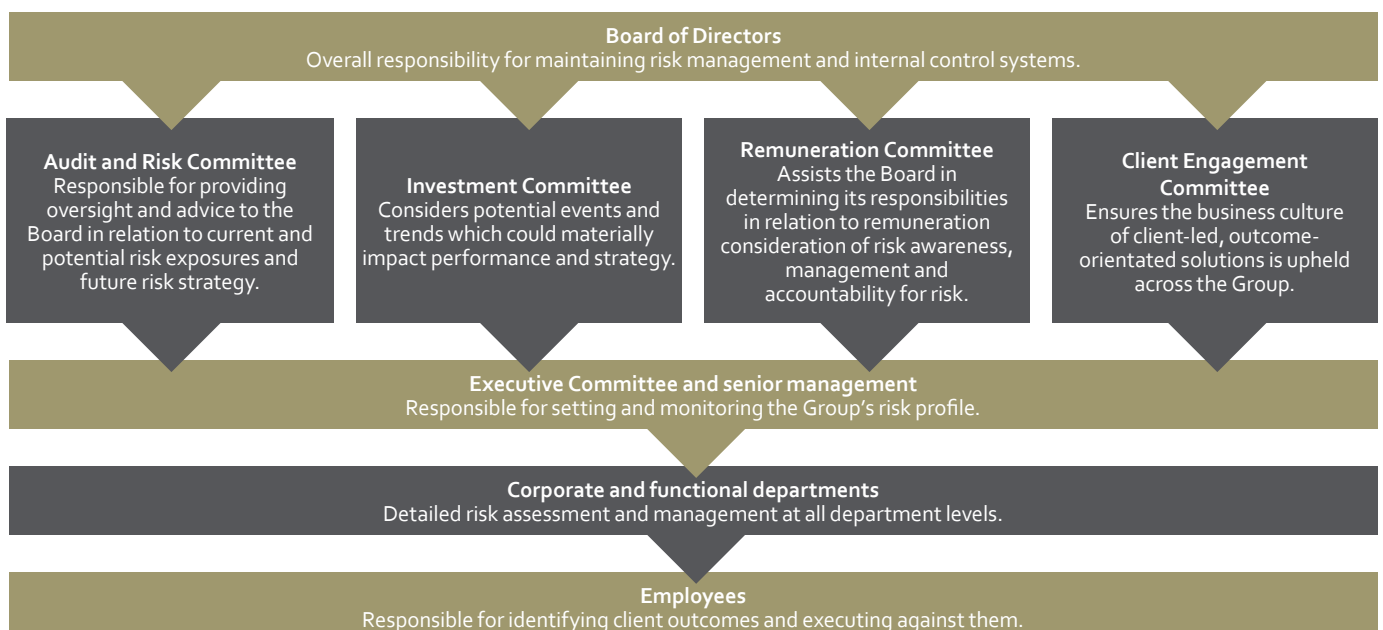 Board of Directors
Overall responsibility for maintaining risk management and internal control systems.
Audit and Risk Committee
Responsible for providing
oversight and advice to the
Board in relation to current and
potential risk exposures and
future risk strategy.
Investment Committee
Considers potential events and
trends which could materially
impact performance and strategy.
Remuneration Committee
Assists the Board in
determining its responsibilities
in relation to remuneration
consideration of risk awareness,
management and
accountability for risk.
Client Engagement
Committee
Ensures the business culture
of client-led, outcome-
orientated solutions is upheld
across the Group.
Executive Committee and senior management
Responsible for setting and monitoring the Group’s risk profile.
Corporate and functional departments
Detailed risk assessment and management at all department levels.
Employees
Responsible for identifying client outcomes and executing against them.